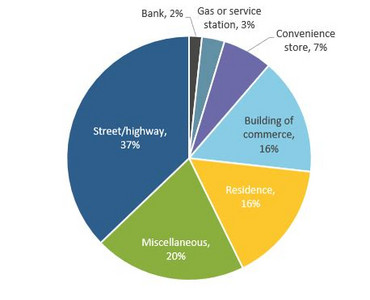 Bank, 2%
Gas or service
station, 3%
Convenience
store, 7%
Building of
commerce,
16%
Residence,
16%
Miscellaneous,
20%
Street/highway,
37%